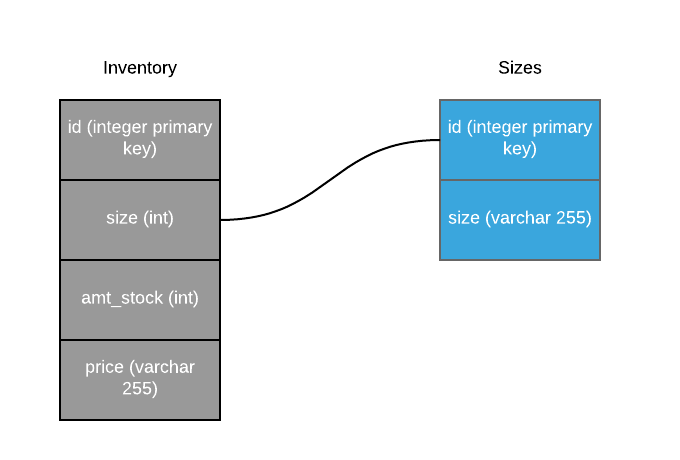 Inventory
id (integer primary
key)
size (int)
amt_stock (int)
price (varchar
255)
Sizes
id (integer primary
key)
size (varchar 255)